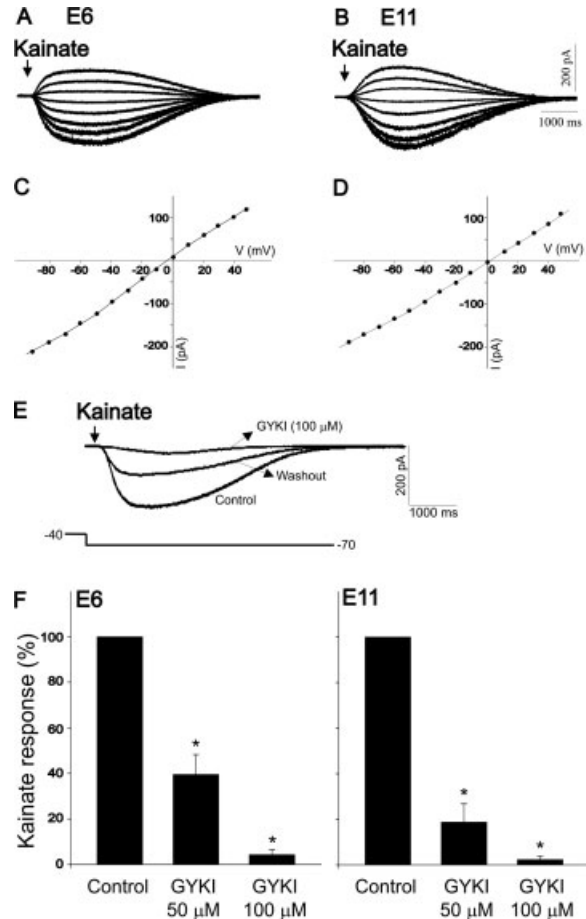 A E6
B E11
Kainate
Kainate
200 pA
1000 ms
C
D
100
V (mV)
-80 -60 -40 -20 0 20 40
-100
-200
I (pA)
100
V (mV)
-80 -60 -40 -20 0 20 40
-100
-200
I (pA)
E
Kainate
GYKI (100 µM)
Washout
Control
200 pA
1000 ms
-40
-70
F E6
E11
Kainate response (%)
100
80
60
40
20
0
*
*
*
*
Control GYKI 50 µM GYKI 100 µM
Control GYKI 50 µM GYKI 100 µM